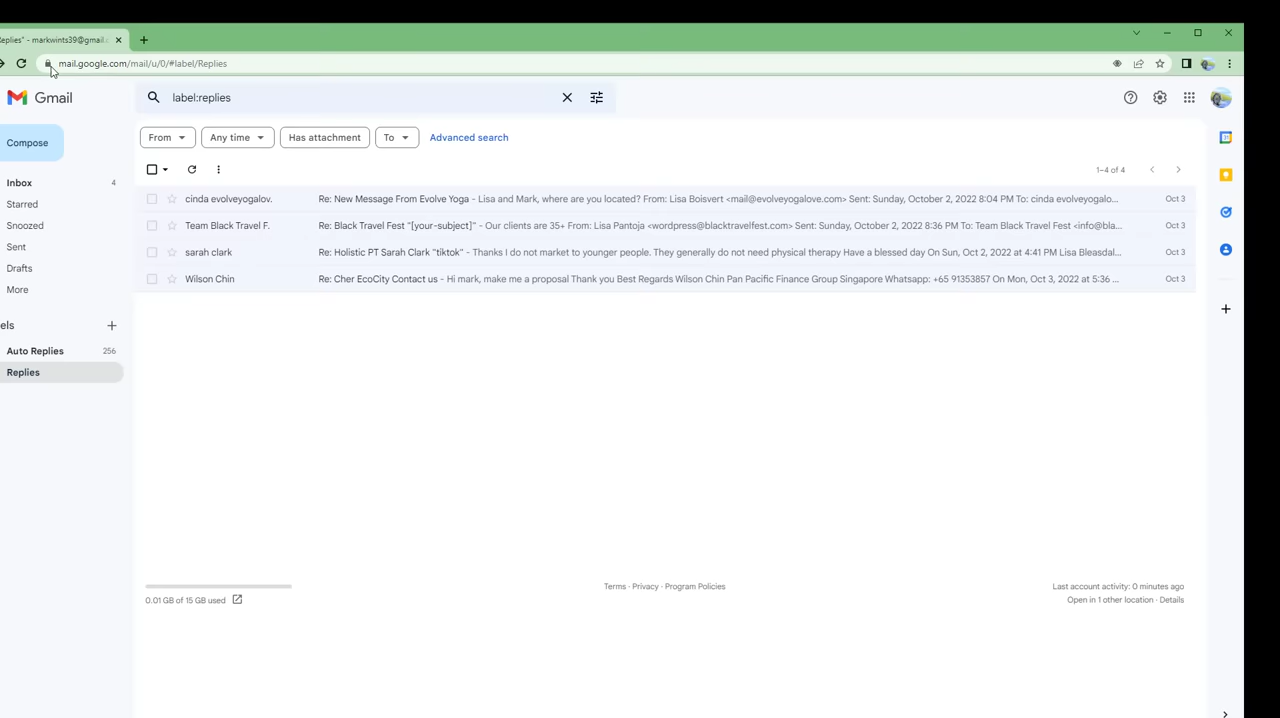 Replies" - markwints39@gmail.
mail.google.com/mail/u/0/#label/Replies
Gmail
label:replies
Compose
From
Any time
Has attachment
To
Advanced search
1–4 of 4
Inbox 4
Starred
Snoozed
Sent
Drafts
More
els
Auto Replies 256
Replies
cinda evolveyogalov. Re: New Message From Evolve Yoga - Lisa and Mark, where are you located? From: Lisa Boisvert <mail@evolveyogalove.com> Sent: Sunday, October 2, 2022 8:04 PM To: cinda evolveyogalo... Oct 3
Team Black Travel F. Re: Black Travel Fest "[your-subject]" - Our clients are 35+ From: Lisa Pantoja <wordpress@blacktravelfest.com> Sent: Sunday, October 2, 2022 8:36 PM To: Team Black Travel Fest <info@bla... Oct 3
sarah clark Re: Holistic PT Sarah Clark "tiktok" - Thanks I do not market to younger people. They generally do not need physical therapy Have a blessed day On Sun, Oct 2, 2022 at 4:41 PM Lisa Bleasdal... Oct 3
Wilson Chin Re: Cher EcoCity Contact us - Hi mark, make me a proposal Thank you Best Regards Wilson Chin Pan Pacific Finance Group Singapore Whatsapp: +65 91353857 On Mon, Oct 3, 2022 at 5:36 ... Oct 3
0.01 GB of 15 GB used
Terms · Privacy · Program Policies
Last account activity: 0 minutes ago
Open in 1 other location · Details